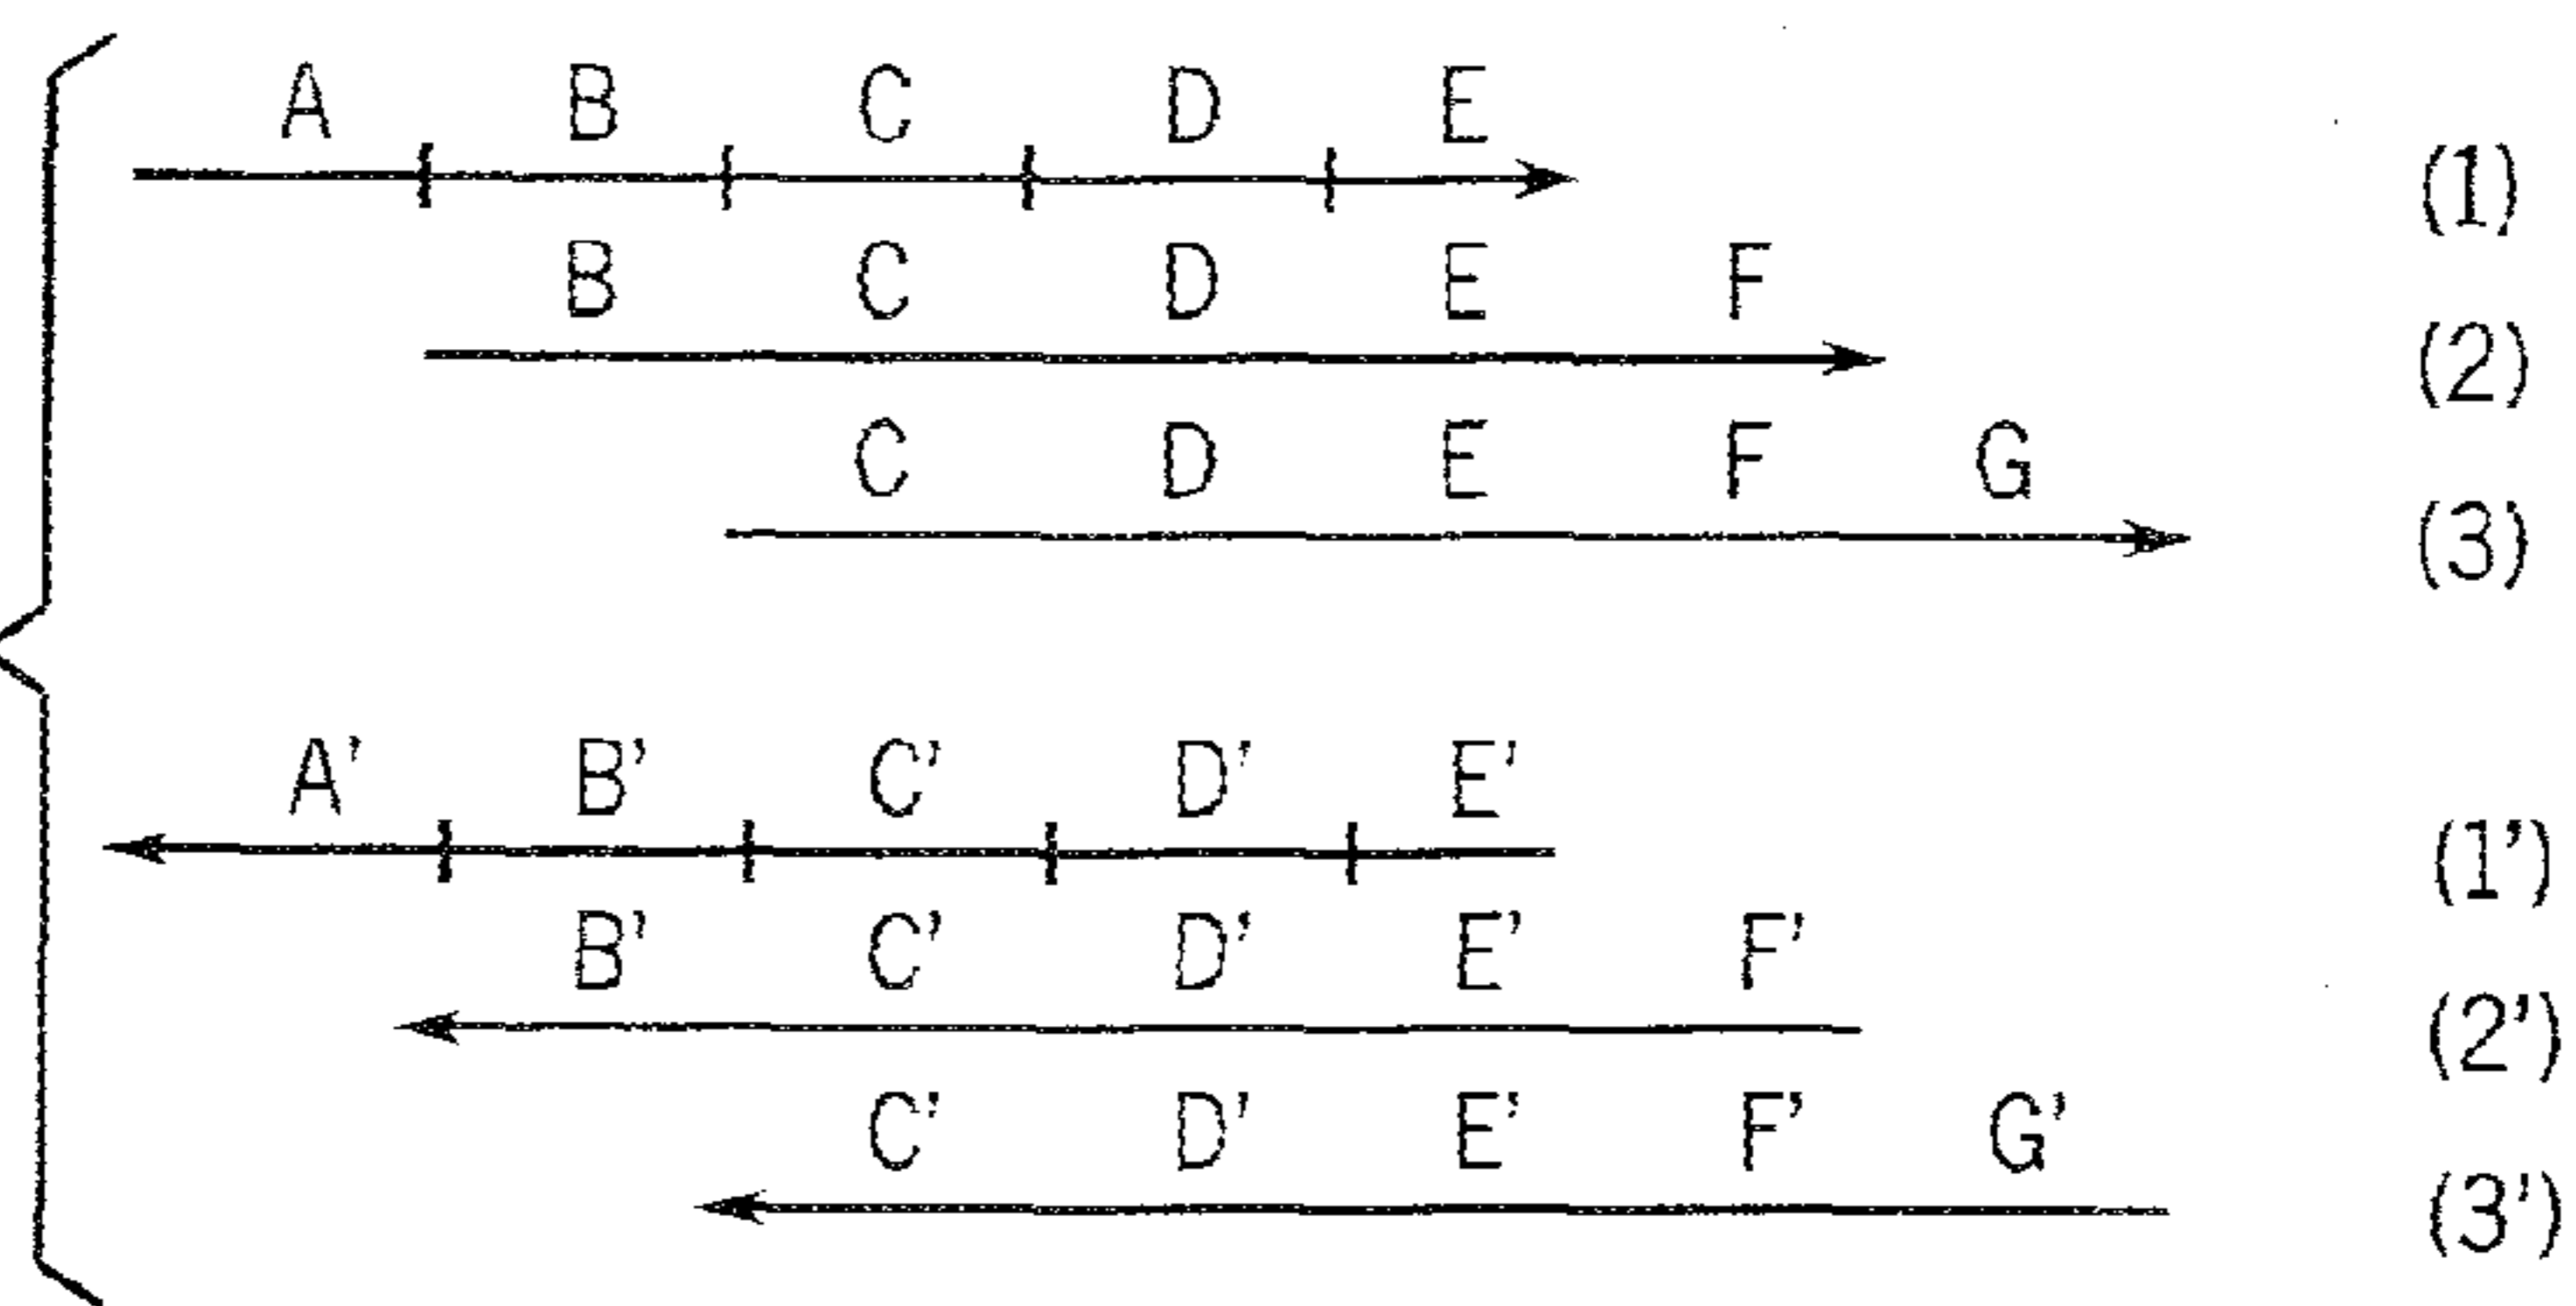 A B C D E (1)
B C D E F (2)
C D E F G (3)
A' B' C' D' E' (1')
B' C' D' E' F' (2')
C' D' E' F' G' (3')